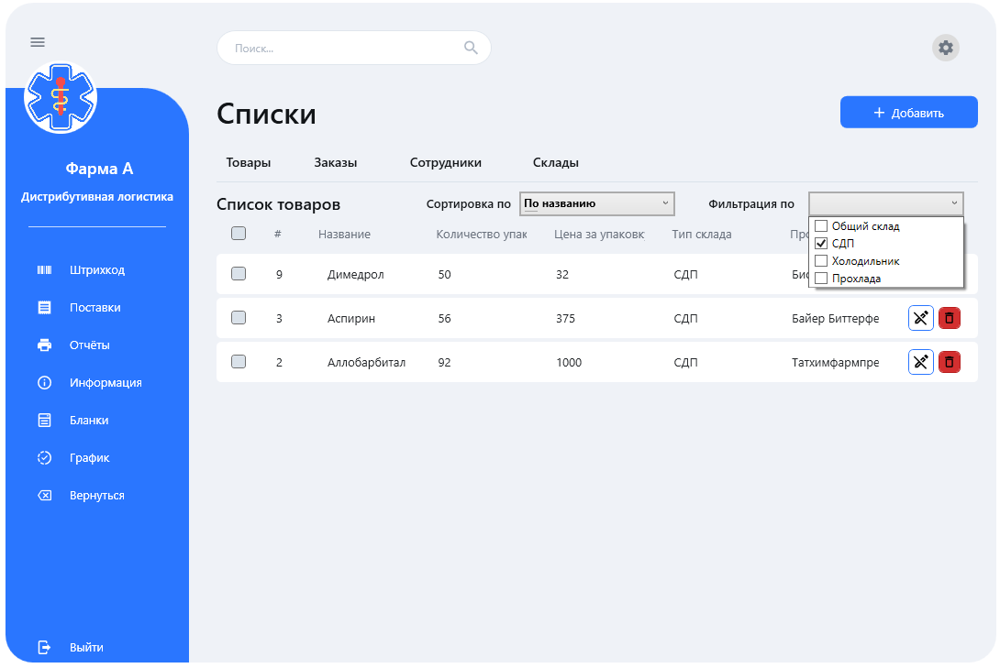 Поиск...
Фарма А
Дистрибутивная логистика
Штрихкод
Поставки
Отчёты
Информация
Бланки
График
Вернуться
Выйти
Списки
+ Добавить
Товары Заказы Сотрудники Склады
Список товаров Сортировка по По названию Фильтрация по
Общий склад
СДП
Холодильник
Прохлада
# Название Количество упак Цена за упаковк Тип склада
9 Димедрол 50 32 СДП
3 Аспирин 56 375 СДП Байер Биттерфе
2 Аллобарбитал 92 1000 СДП Татхимфармпре